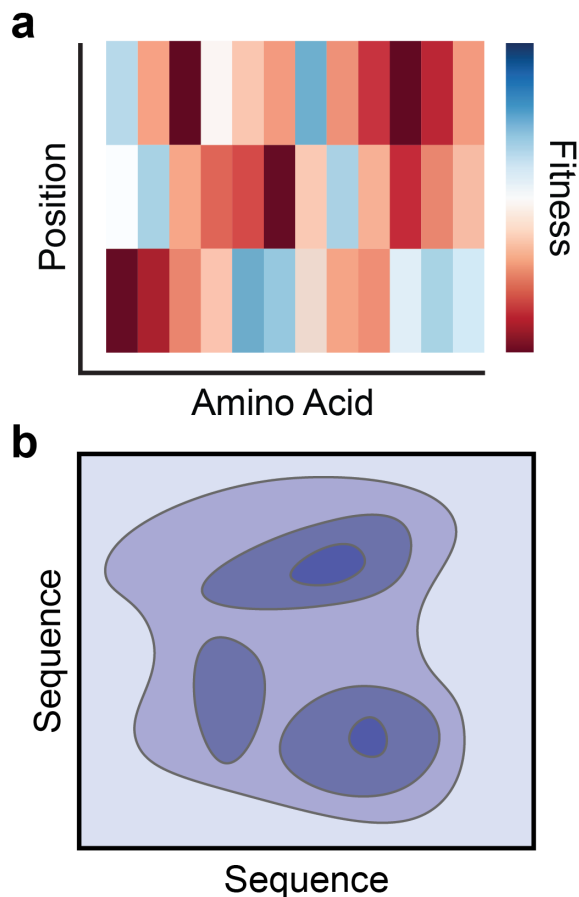 a
Position
Fitness
Amino Acid
b
Sequence
Sequence